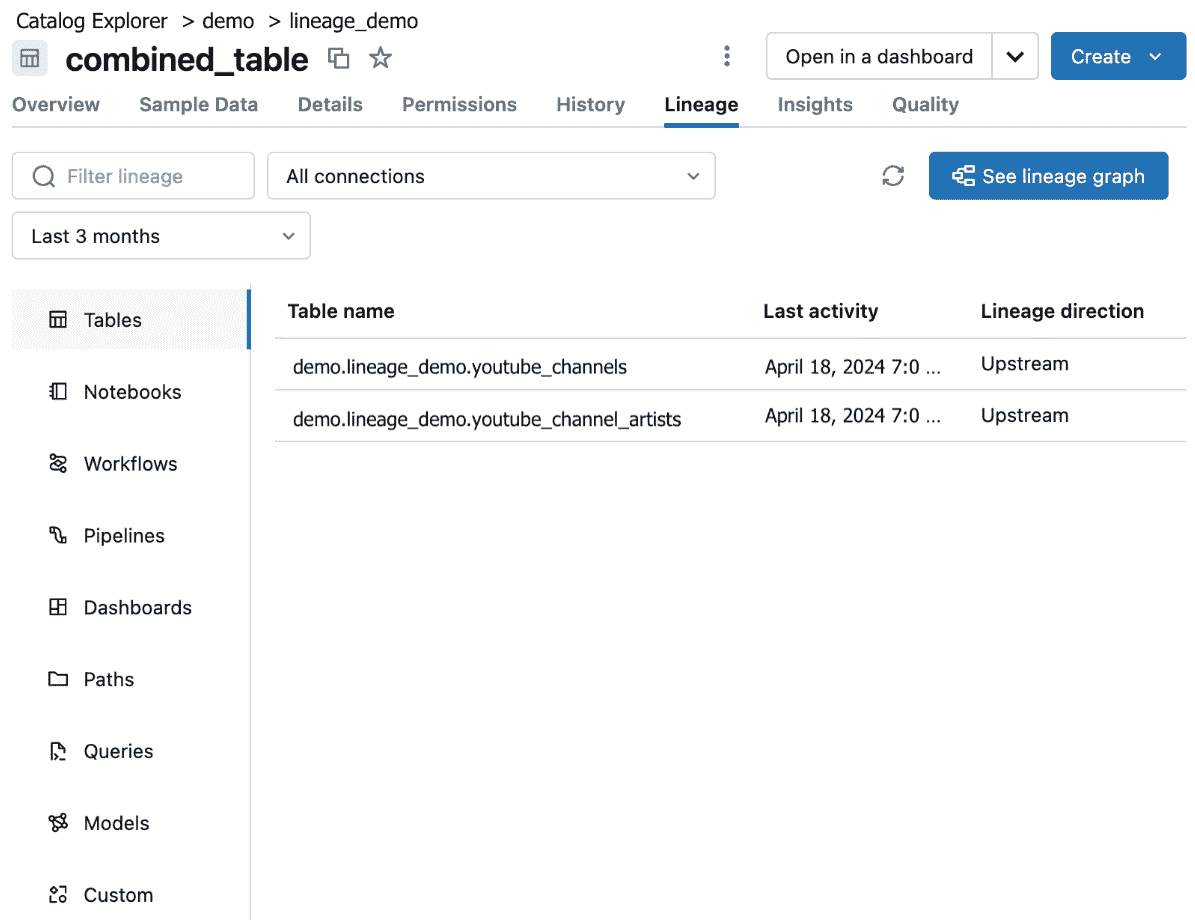 Catalog Explorer > demo > lineage_demo
combined_table
Open in a dashboard
Create
Overview Sample Data Details Permissions History Lineage Insights Quality
Filter lineage
All connections
See lineage graph
Last 3 months
Tables
Notebooks
Workflows
Pipelines
Dashboards
Paths
Queries
Models
Custom
Table name Last activity Lineage direction
demo.lineage_demo.youtube_channels April 18, 2024 7:0 ... Upstream
demo.lineage_demo.youtube_channel_artists April 18, 2024 7:0 ... Upstream